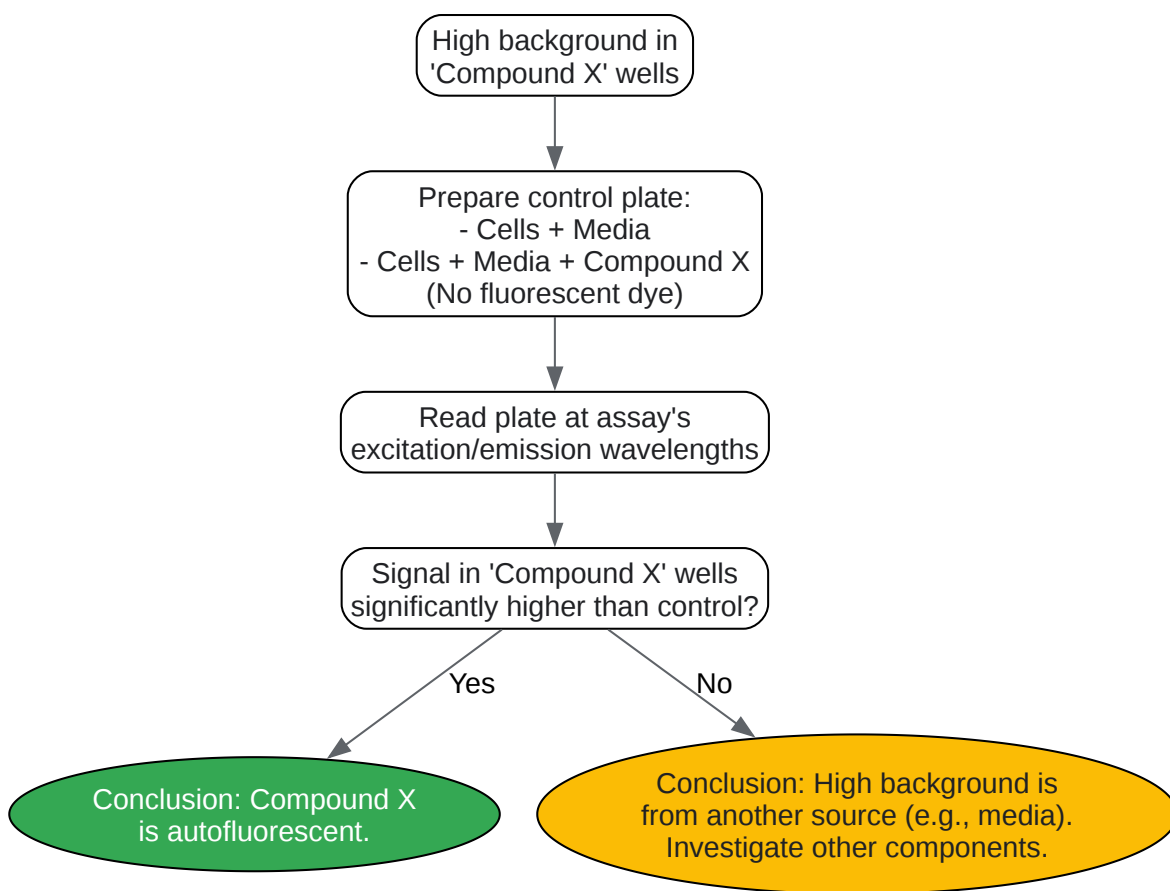 High background in
'Compound X' wells
Prepare control plate:
- Cells + Media
- Cells + Media + Compound X
(No fluorescent dye)
Read plate at assay's
excitation/emission wavelengths
Signal in 'Compound X' wells
significantly higher than control?
Yes
No
Conclusion: Compound X
is autofluorescent.
Conclusion: High background is
from another source (e.g., media).
Investigate other components.